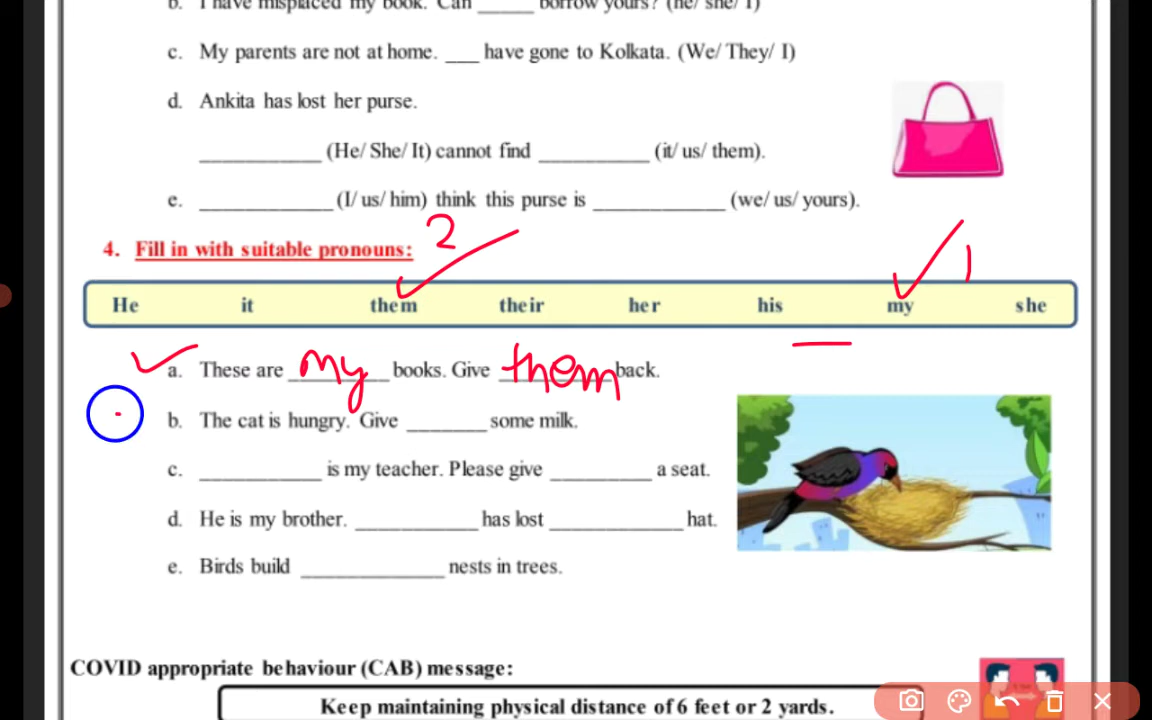 b. I have misplaced my book. Can ______ borrow yours? (he/ she/ I)
c. My parents are not at home. ___ have gone to Kolkata. (We/ They/ I)
d. Ankita has lost her purse.
___________ (He/ She/ It) cannot find __________ (it/ us/ them).
e. ____________ (I/ us/ him) think this purse is ____________ (we/ us/ yours).
2
4. Fill in with suitable pronouns:
1
He it them their her his my she
a. These are my books. Give them back.
b. The cat is hungry. Give _______ some milk.
c. ___________ is my teacher. Please give _________ a seat.
d. He is my brother. ___________ has lost ____________ hat.
e. Birds build _____________ nests in trees.
COVID appropriate behaviour (CAB) message:
Keep maintaining physical distance of 6 feet or 2 yards.